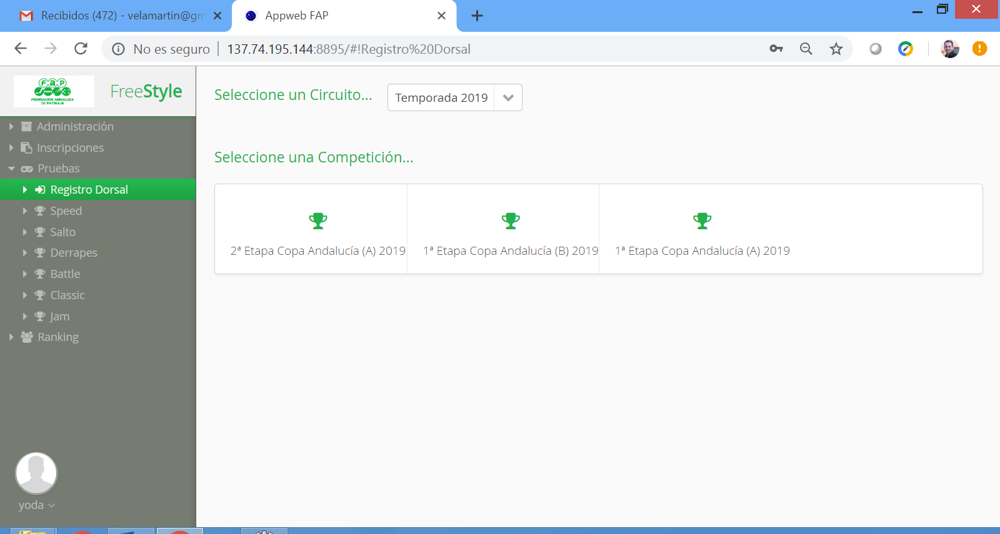 Recibidos (472) - velamartin@gm
Appweb FAP
No es seguro
137.74.195.144:8895/#!Registro%20Dorsal
FaP
FEDERACIÓN ANDALUZA
DE PATINAJE
FreeStyle
Seleccione un Circuito...
Temporada 2019
Administración
Inscripciones
Pruebas
Registro Dorsal
Speed
Salto
Derrapes
Battle
Classic
Jam
Ranking
Seleccione una Competición...
2ª Etapa Copa Andalucía (A) 2019
1ª Etapa Copa Andalucía (B) 2019
1ª Etapa Copa Andalucía (A) 2019
yoda